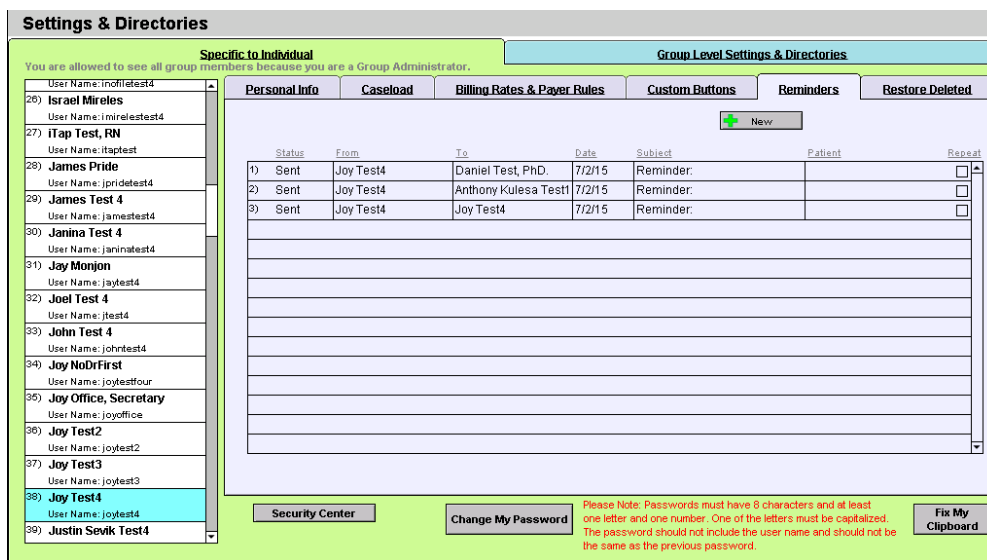 Settings & Directories
Specific to Individual
Group Level Settings & Directories
You are allowed to see all group members because you are a Group Administrator.
User Name: inofiletest4
26) Israel Mireles
User Name: imirelestest4
27) iTap Test, RN
User Name: itaptest
28) James Pride
User Name: jpridetest4
29) James Test 4
User Name: jamestest4
30) Janina Test 4
User Name: janinatest4
31) Jay Monjon
User Name: jaytest4
32) Joel Test 4
User Name: jtest4
33) John Test 4
User Name: johntest4
34) Joy NoDrFirst
User Name: joytestfour
35) Joy Office, Secretary
User Name: joyoffice
36) Joy Test2
User Name: joytest2
37) Joy Test3
User Name: joytest3
38) Joy Test4
User Name: joytest4
39) Justin Sevik Test4
Personal Info Caseload Billing Rates & Payer Rules Custom Buttons Reminders Restore Deleted
New
Status From To Date Subject Patient Repeat
1) Sent Joy Test4 Daniel Test, PhD. 7/2/15 Reminder:
2) Sent Joy Test4 Anthony Kulesa Test1 7/2/15 Reminder:
3) Sent Joy Test4 Joy Test4 7/2/15 Reminder:
Security Center
Change My Password
Please Note: Passwords must have 8 characters and at least
one letter and one number. One of the letters must be capitalized.
The password should not include the user name and should not be
the same as the previous password.
Fix My
Clipboard